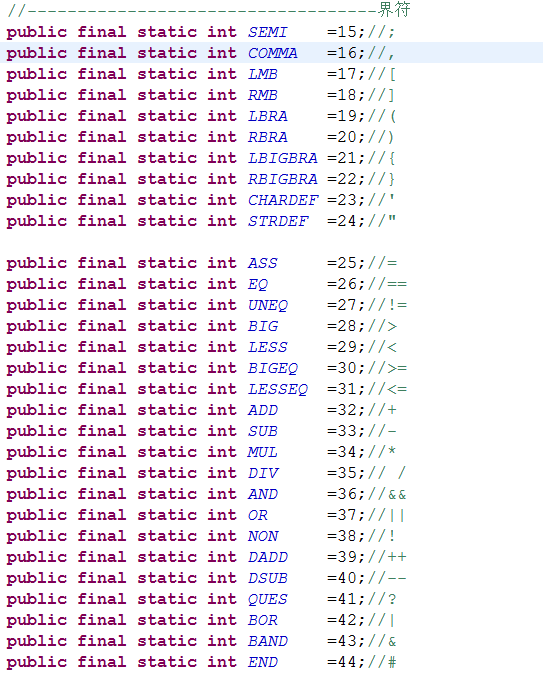 //-----------------------------------界符
public final static int SEMI    =15;//;
public final static int COMMA   =16;//,
public final static int LMB     =17;//[
public final static int RMB     =18;//]
public final static int LBRA    =19;//(
public final static int RBRA    =20;//)
public final static int LBIGBRA =21;//{
public final static int RBIGBRA =22;//}
public final static int CHARDEF =23;//'
public final static int STRDEF  =24;//"
public final static int ASS     =25;//=
public final static int EQ      =26;//==
public final static int UNEQ    =27;//!=
public final static int BIG     =28;//>
public final static int LESS    =29;//<
public final static int BIGEQ   =30;//>=
public final static int LESSEQ  =31;//<=
public final static int ADD     =32;//+
public final static int SUB     =33;//-
public final static int MUL     =34;//*
public final static int DIV     =35;// /
public final static int AND     =36;//&&
public final static int OR      =37;//||
public final static int NON     =38;//!
public final static int DADD    =39;//++
public final static int DSUB    =40;//--
public final static int QUES    =41;//?
public final static int BOR     =42;//|
public final static int BAND    =43;//&
public final static int END     =44;//#